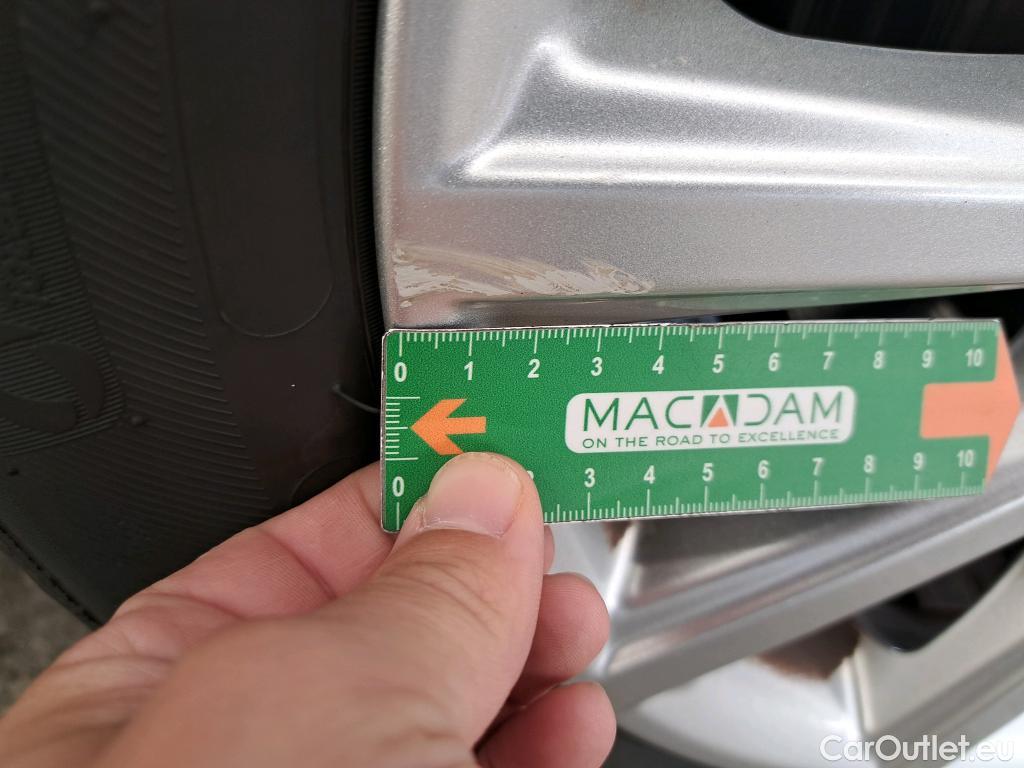 0 1 2 3 4 5 6 7 8 9 10
MACADAM
ON THE ROAD TO EXCELLENCE
0 3 4 5 6 7 8 9 10
CarOutlet.eu